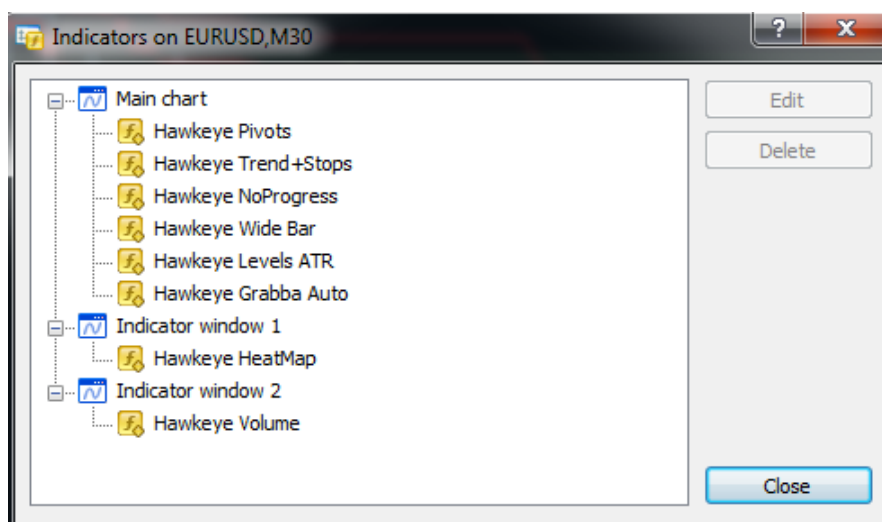 Indicators on EURUSD,M30
?
X
Main chart
Hawkeye Pivots
Hawkeye Trend+Stops
Hawkeye NoProgress
Hawkeye Wide Bar
Hawkeye Levels ATR
Hawkeye Grabba Auto
Indicator window 1
Hawkeye HeatMap
Indicator window 2
Hawkeye Volume
Edit
Delete
Close